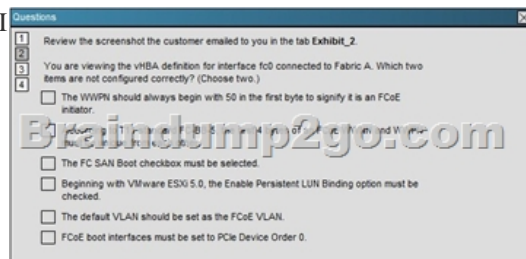 I
Questions
1
2
3
4
Review the screenshot the customer emailed to you in the tab Exhibit_2.
You are viewing the vHBA definition for interface fc0 connected to Fabric A. Which two
items are not configured correctly? (Choose two.)
The WWPN should always begin with 50 in the first byte to signify it is an FCoE
initiator.
Braindump2go.com
The FC SAN Boot checkbox must be selected.
Beginning with VMware ESXi 5.0, the Enable Persistent LUN Binding option must be
checked.
The default VLAN should be set as the FCoE VLAN.
FCoE boot interfaces must be set to PCIe Device Order 0.